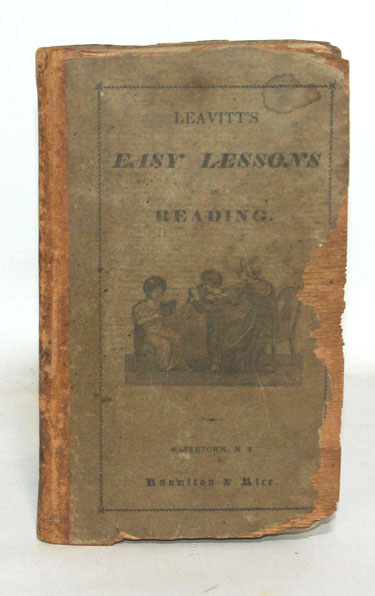 LEAVITT'S
EASY LESSONS
IN
READING.
WATERTOWN, N. Y.
Knowlton & Rice